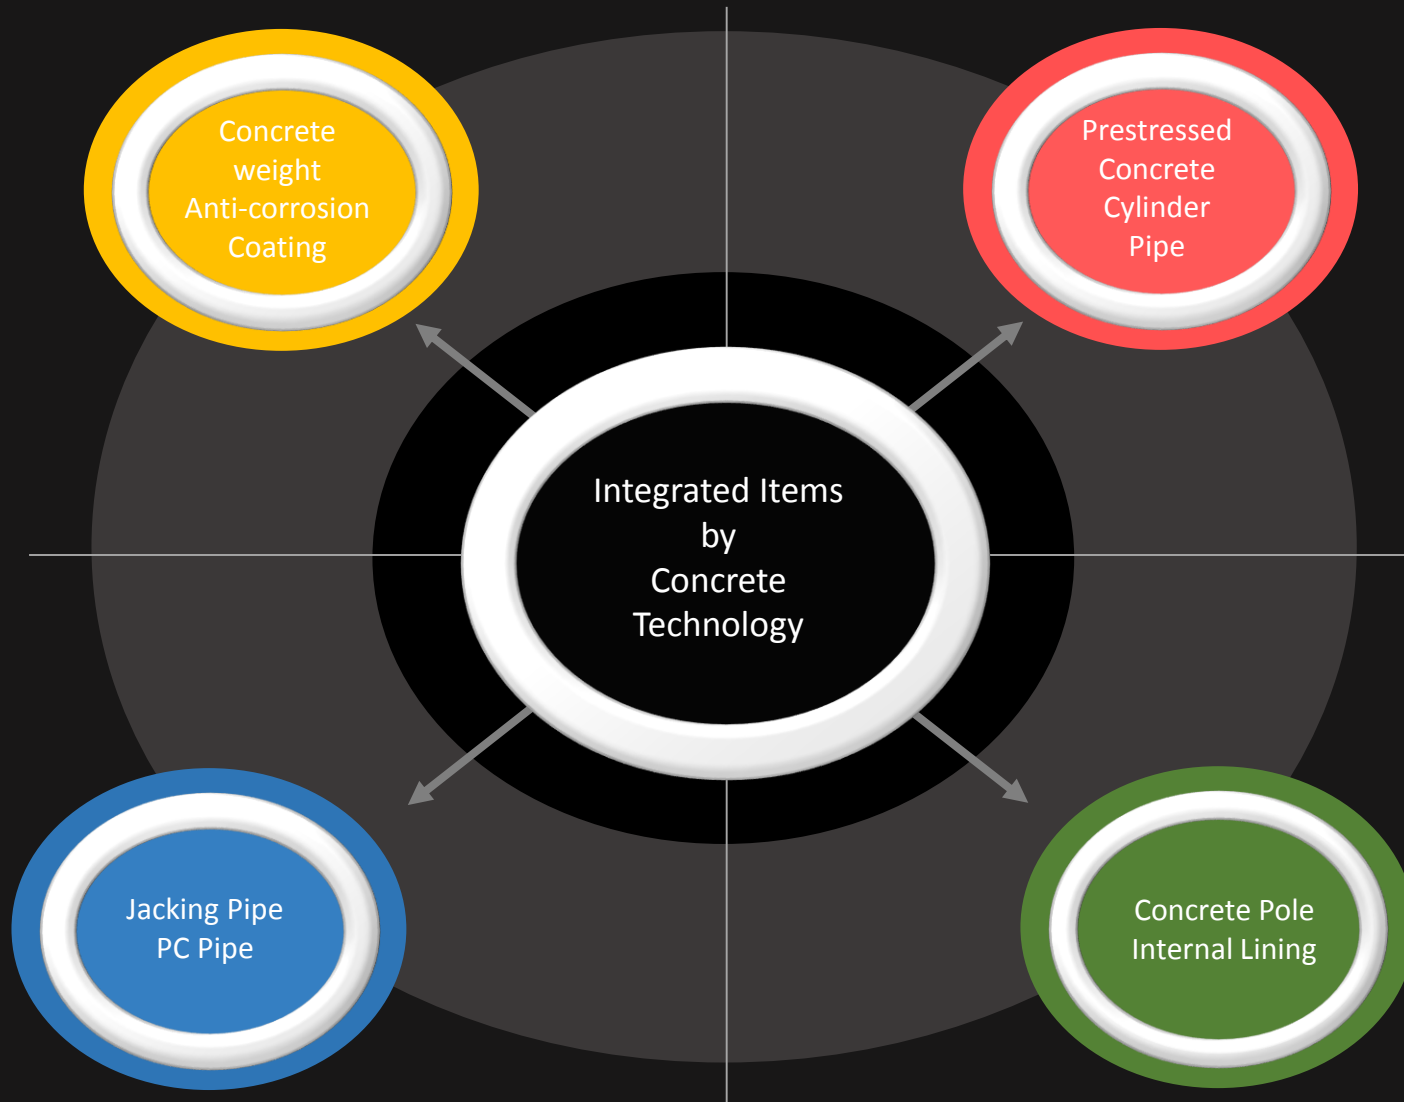 Concrete
weight
Anti-corrosion
Coating
Prestressed
Concrete
Cylinder
Pipe
Integrated Items
by
Concrete
Technology
Jacking Pipe
PC Pipe
Concrete Pole
Internal Lining